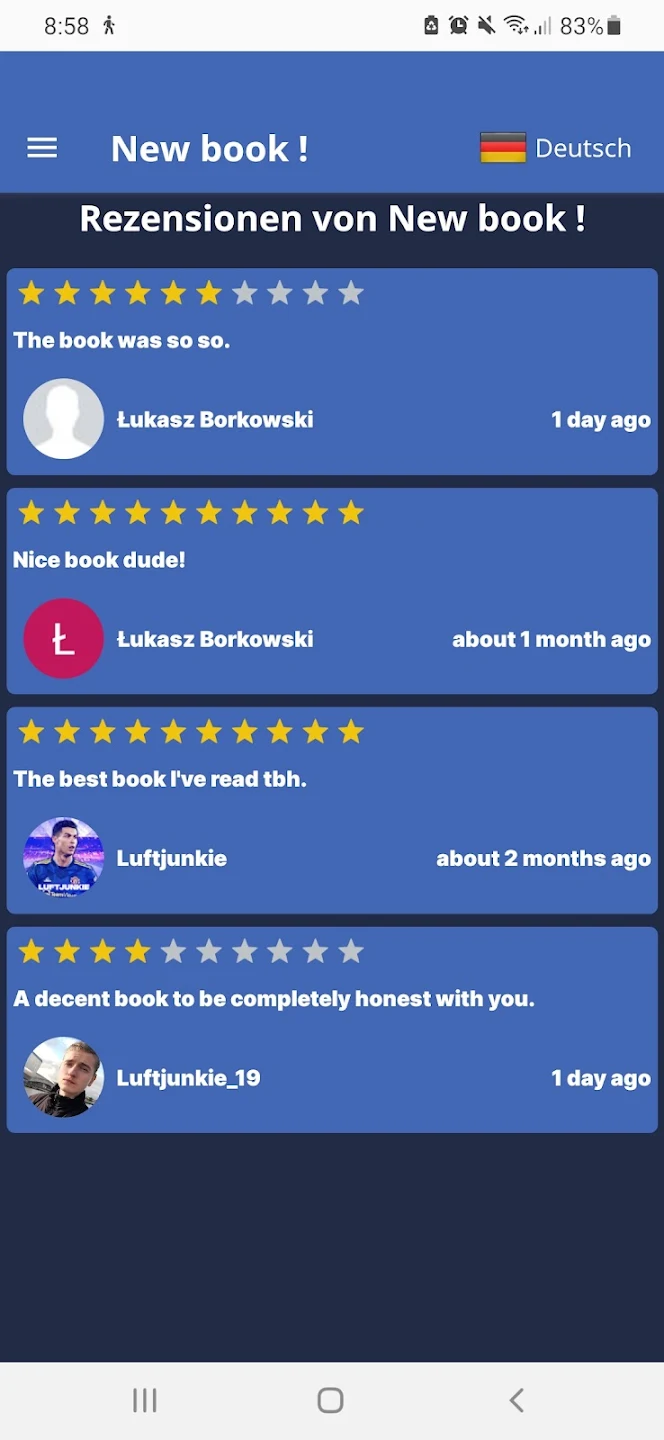 8:58 83%
New book !
Deutsch
Rezensionen von New book !
The book was so so.
Łukasz Borkowski 1 day ago
Nice book dude!
Ł
Łukasz Borkowski about 1 month ago
The best book I've read tbh.
LUFTJUNKIE
Luftjunkie about 2 months ago
A decent book to be completely honest with you.
Luftjunkie_19 1 day ago